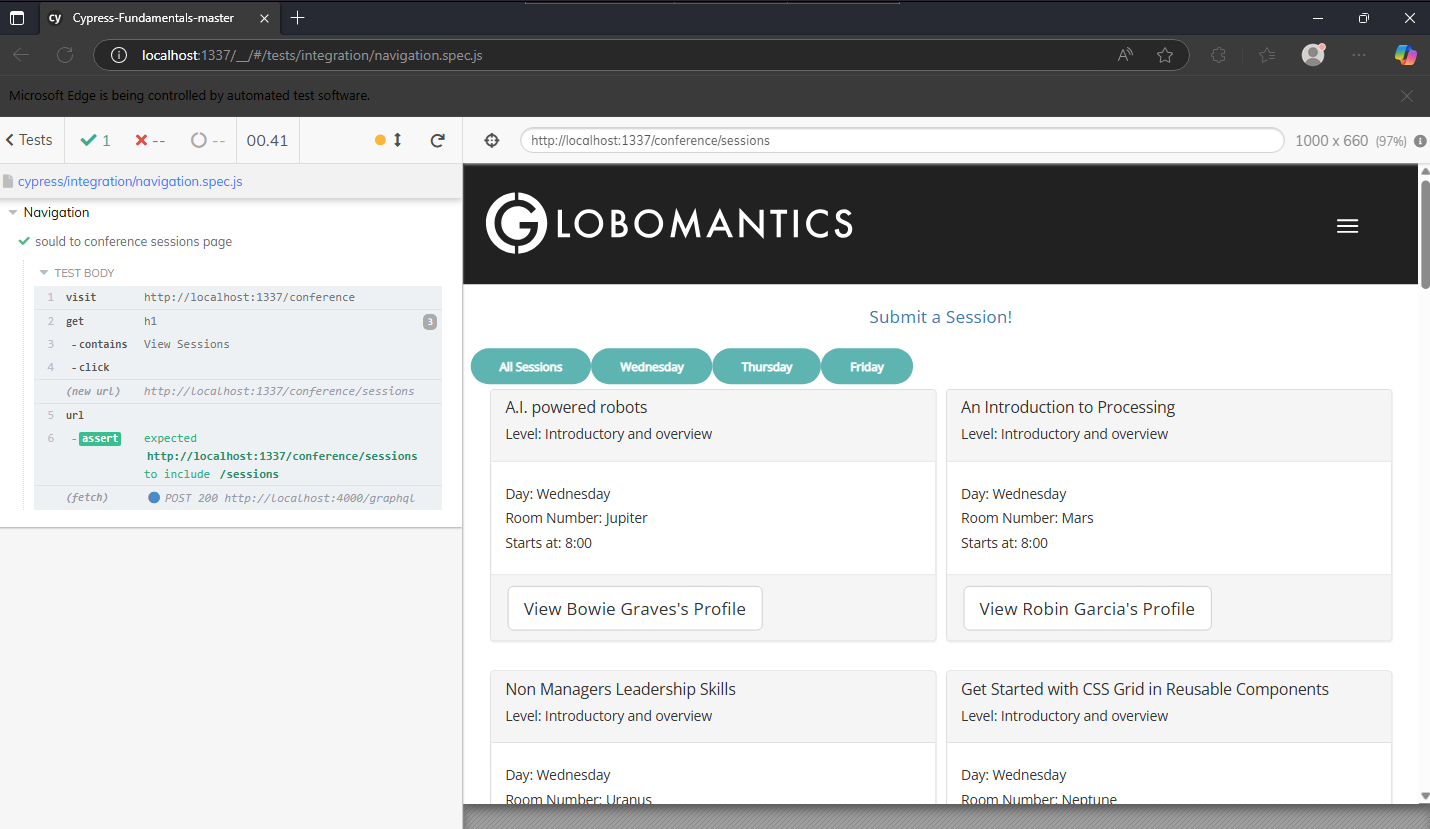 Cypress-Fundamentals-master
localhost:1337/__/#/tests/integration/navigation.spec.js
Microsoft Edge is being controlled by automated test software.
Tests 1 -- -- 00.41
http://localhost:1337/conference/sessions 1000 x 660 (97%)
cypress/integration/navigation.spec.js
Navigation
sould to conference sessions page
TEST BODY
1 visit http://localhost:1337/conference
2 get h1 3
3 -contains View Sessions
4 -click
(new url) http://localhost:1337/conference/sessions
5 url
6 -assert expected
http://localhost:1337/conference/sessions
to include /sessions
(fetch) POST 200 http://localhost:4000/graphql
GLOBOMANTICS
Submit a Session!
All Sessions Wednesday Thursday Friday
A.I. powered robots
Level: Introductory and overview
Day: Wednesday
Room Number: Jupiter
Starts at: 8:00
View Bowie Graves's Profile
An Introduction to Processing
Level: Introductory and overview
Day: Wednesday
Room Number: Mars
Starts at: 8:00
View Robin Garcia's Profile
Non Managers Leadership Skills
Level: Introductory and overview
Day: Wednesday
Room Number: Uranus
Get Started with CSS Grid in Reusable Components
Level: Introductory and overview
Day: Wednesday
Room Number: Neptune